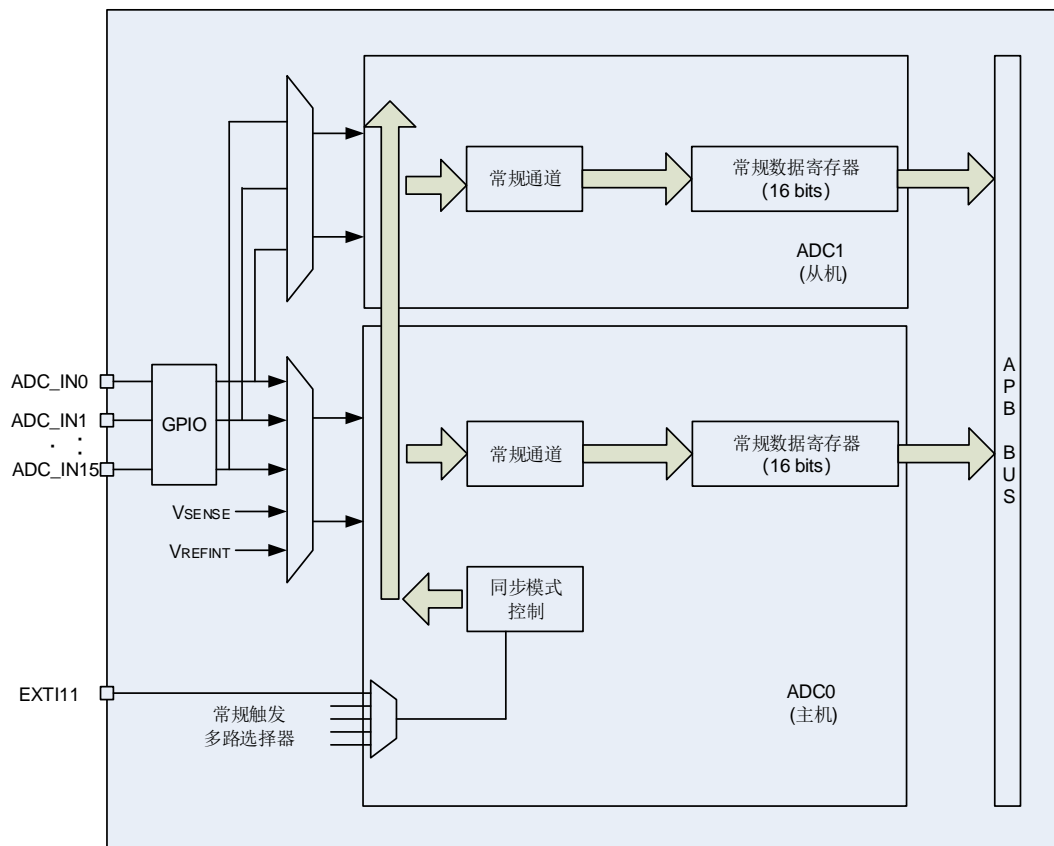 常规通道
常规数据寄存器
(16 bits)
ADC1
(从机)
ADC_IN0
ADC_IN1
ADC_IN15
GPIO
VSENSE
VREFINT
常规通道
常规数据寄存器
(16 bits)
APB BUS
同步模式
控制
EXTI11
常规触发
多路选择器
ADC0
(主机)